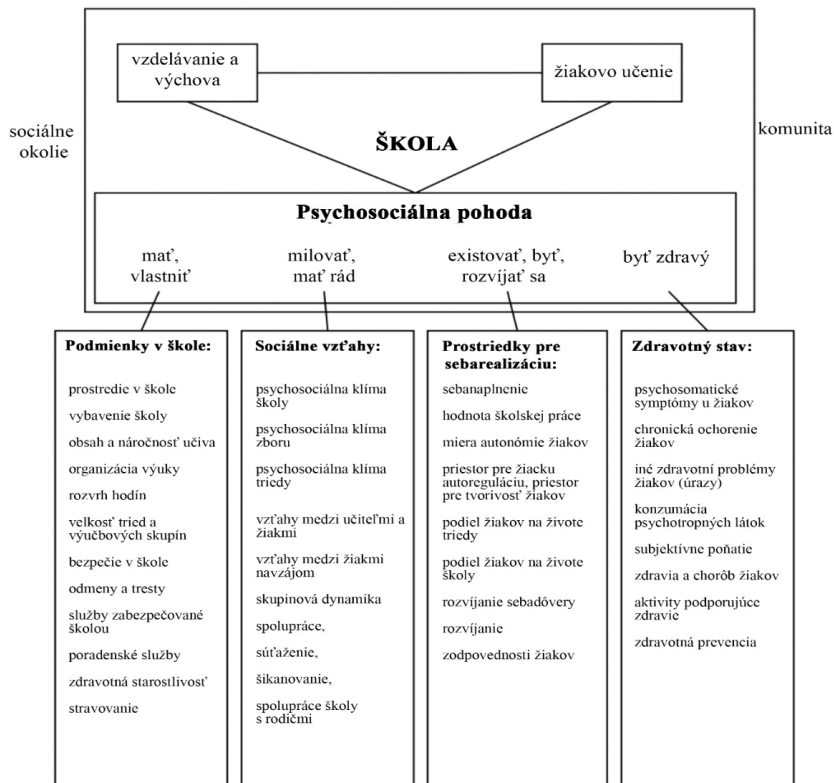 vzdelávanie a
výchova
žiakovo učenie
sociálne
okolie
komunita
ŠKOLA
Psychosociálna pohoda
mať,
vlastniť
milovať,
mať rád
existovať, byť,
rozvíjať sa
byť zdravý
Podmienky v škole:
prostredie v škole
vybavenie školy
obsah a náročnosť učiva
organizácia výuky
rozvrh hodín
velkosť tried a
výučbových skupín
bezpečie v škole
odmeny a tresty
služby zabezpečované
školou
poradenské služby
zdravotná starostlivosť
stravovanie
Sociálne vzťahy:
psychosociálna klíma
školy
psychosociálna klíma
zboru
psychosociálna klíma
triedy
vzťahy medzi učiteľmi a
žiakmi
vzťahy medzi žiakmi
navzájom
skupinová dynamika
spolupráce,
súťaženie,
šikanovanie,
spolupráce školy
s rodičmi
Prostriedky pre
sebarealizáciu:
sebanaplnenie
hodnota školskej práce
miera autonómie žiakov
priestor pre žiacku
autoreguláciu, priestor
pre tvorivosť žiakov
podiel žiakov na živote
triedy
podiel žiakov na živote
školy
rozvíjanie sebadôvery
rozvíjanie
zodpovednosti žiakov
Zdravotný stav:
psychosomatické
symptómy u žiakov
chronická ochorenie
žiakov
iné zdravotní problémy
žiakov (úrazy)
konzumácia
psychotropných látok
subjektívne poňatie
zdravia a chorôb žiakov
aktivity podporujúce
zdravie
zdravotná prevencia